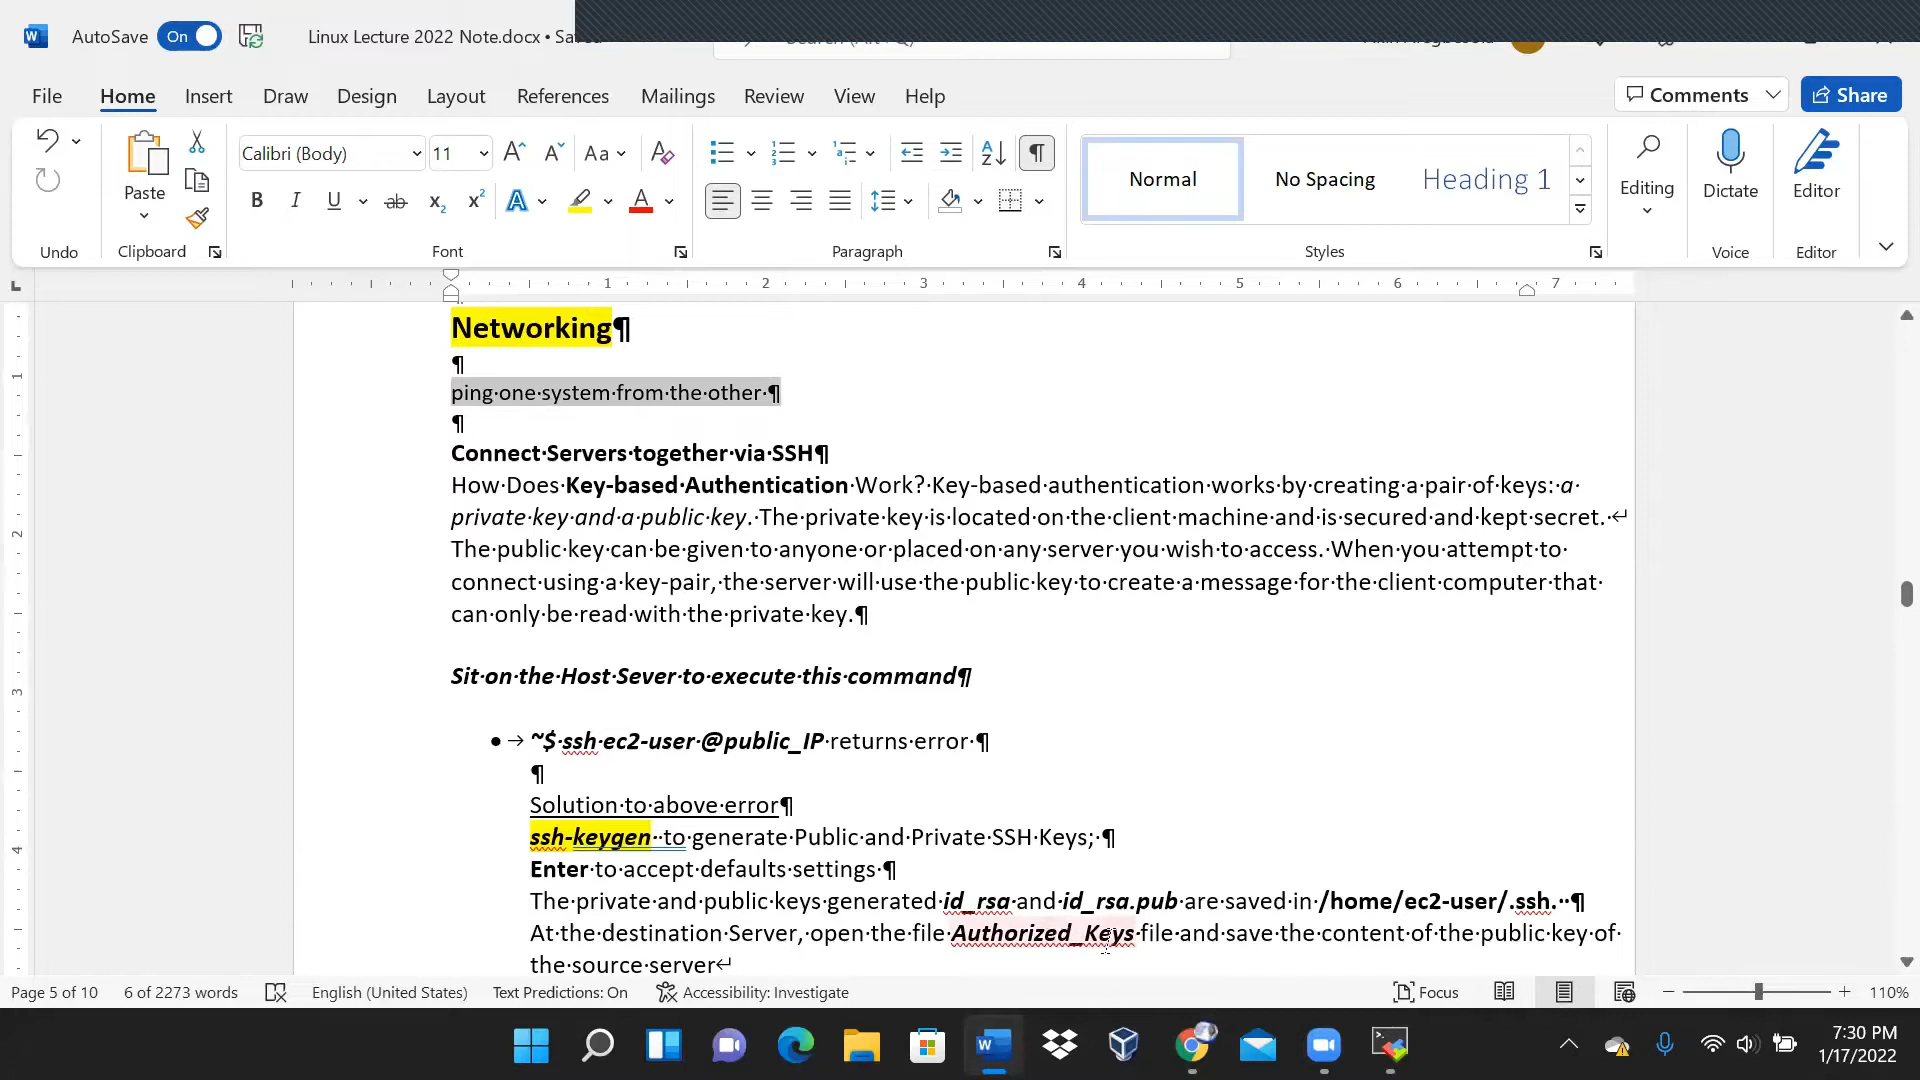 AutoSave On Linux Lecture 2022 Note.docx • Saved
File Home Insert Draw Design Layout References Mailings Review View Help Comments Share
Calibri (Body) 11
Paste
Normal No Spacing Heading 1
Editing Dictate Editor
Undo Clipboard Font Paragraph Styles Voice Editor
1 2 3 4 5 6 7
Networking¶
¶
ping one system from the other ¶
¶
Connect Servers together via SSH¶
How Does Key-based Authentication Work? Key-based authentication works by creating a pair of keys: a
private key and a public key. The private key is located on the client machine and is secured and kept secret. ↵
The public key can be given to anyone or placed on any server you wish to access. When you attempt to
connect using a key-pair, the server will use the public key to create a message for the client computer that
can only be read with the private key.¶
Sit on the Host Sever to execute this command¶
• → ~$ ssh ec2-user @public_IP returns error ¶
¶
Solution to above error¶
ssh-keygen  to generate Public and Private SSH Keys; ¶
Enter to accept defaults settings ¶
The private and public keys generated id_rsa and id_rsa.pub are saved in /home/ec2-user/.ssh.  ¶
At the destination Server, open the file Authorized_Keys file and save the content of the public key of
the source server↵
1
2
3
4
Page 5 of 10 6 of 2273 words English (United States) Text Predictions: On Accessibility: Investigate Focus 110%
7:30 PM
1/17/2022